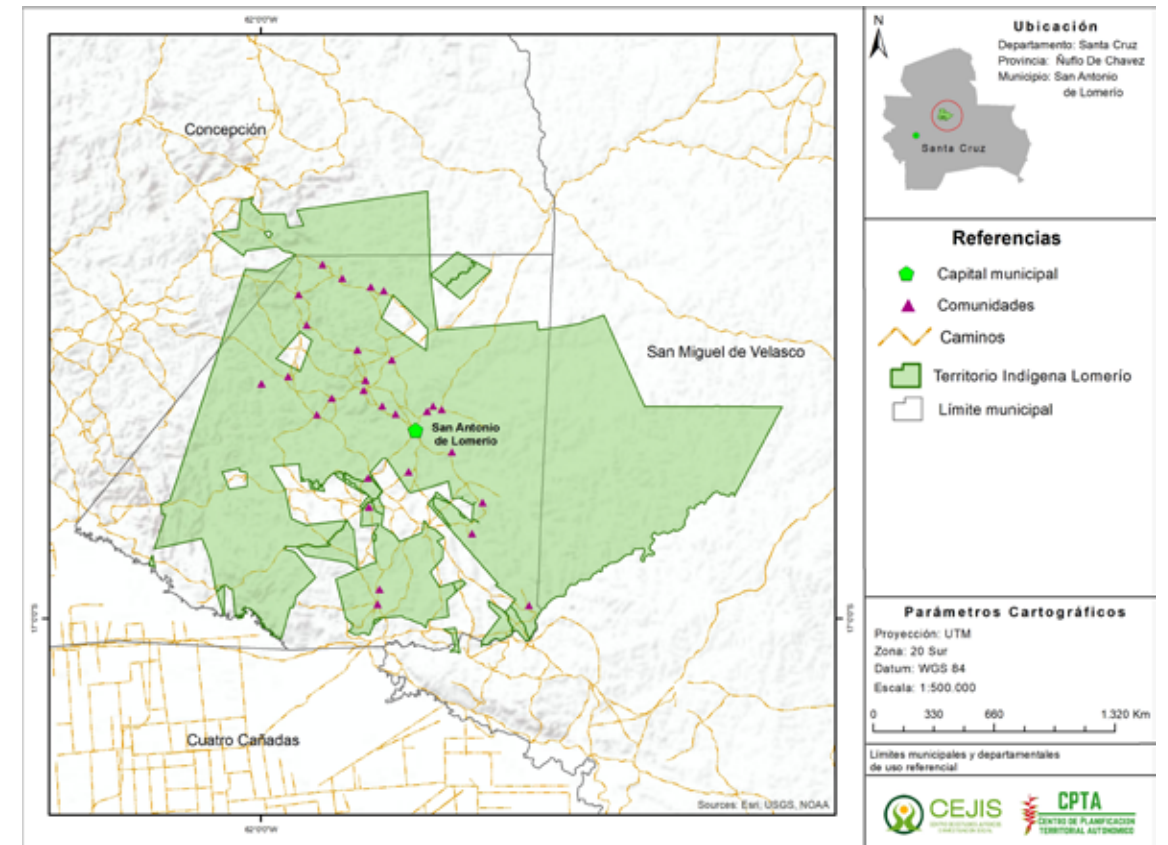 62°0'0"W
Concepción
San Miguel de Velasco
San Antonio
de Lomerío
17°0'0"S
17°0'0"S
Cuatro Cañadas
Sources: Esri, USGS, NOAA
62°0'0"W
N
Ubicación
Departamento: Santa Cruz
Provincia: Ñuflo De Chavez
Municipio: San Antonio
de Lomerío
Santa Cruz
Referencias
Capital municipal
Comunidades
Caminos
Territorio Indígena Lomerío
Límite municipal
Parámetros Cartográficos
Proyección: UTM
Zona: 20 Sur
Datum: WGS 84
Escala: 1:500.000
0 330 660 1.320 Km
Límites municipales y departamentales
de uso referencial
CEJIS
CPTA
CENTRO DE PLANIFICACIÓN
TERRITORIAL AUTONÓMICO